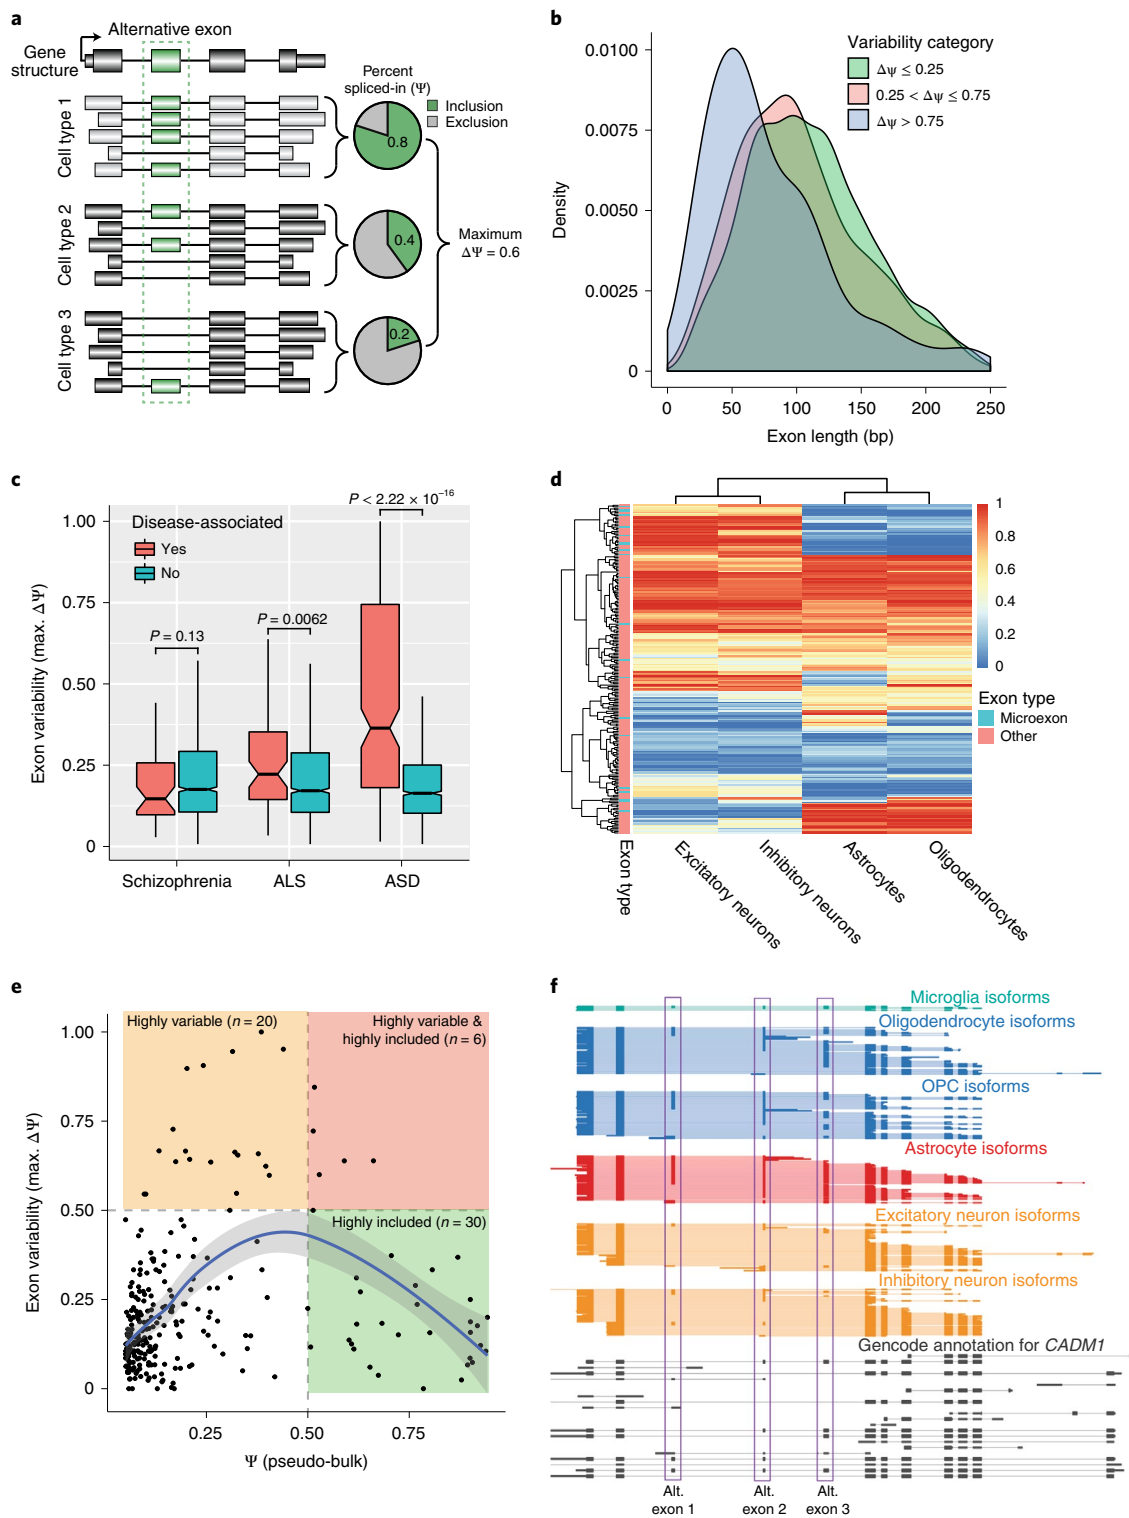 a
Alternative exon
Gene
structure
Percent
spliced-in (Ψ)
Inclusion
Exclusion
Cell type 1
0.8
Cell type 2
0.4
Maximum
ΔΨ = 0.6
Cell type 3
0.2
b
Variability category
Δψ ≤ 0.25
0.25 < Δψ ≤ 0.75
Δψ > 0.75
0.0100
0.0075
0.0050
0.0025
0
Density
0 50 100 150 200 250
Exon length (bp)
c
P < 2.22 × 10⁻¹⁶
Disease-associated
Yes
No
P = 0.13
P = 0.0062
1.00
0.75
0.50
0.25
0
Exon variability (max. ΔΨ)
Schizophrenia ALS ASD
d
1
0.8
0.6
0.4
0.2
0
Exon type
Microexon
Other
Exon type
Excitatory neurons
Inhibitory neurons
Astrocytes
Oligodendrocytes
e
Highly variable (n = 20)
Highly variable &
highly included (n = 6)
Highly included (n = 30)
1.00
0.75
0.50
0.25
0
Exon variability (max. ΔΨ)
0.25 0.50 0.75
Ψ (pseudo-bulk)
f
Microglia isoforms
Oligodendrocyte isoforms
OPC isoforms
Astrocyte isoforms
Excitatory neuron isoforms
Inhibitory neuron isoforms
Gencode annotation for CADM1
Alt.
exon 1
Alt.
exon 2
Alt.
exon 3